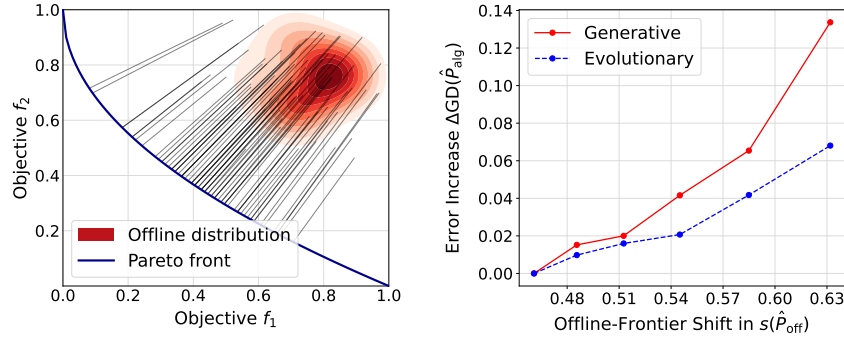 1.0
0.8
0.6
0.4
0.2
0.0 0.2 0.4 0.6 0.8 1.0
Objective f₂
Objective f₁
Offline distribution
Pareto front
0.14
0.12
0.10
0.08
0.06
0.04
0.02
0.00
0.48 0.51 0.54 0.57 0.60 0.63
Error Increase ΔGD(P̂alg)
Offline-Frontier Shift in s(P̂off)
Generative
Evolutionary